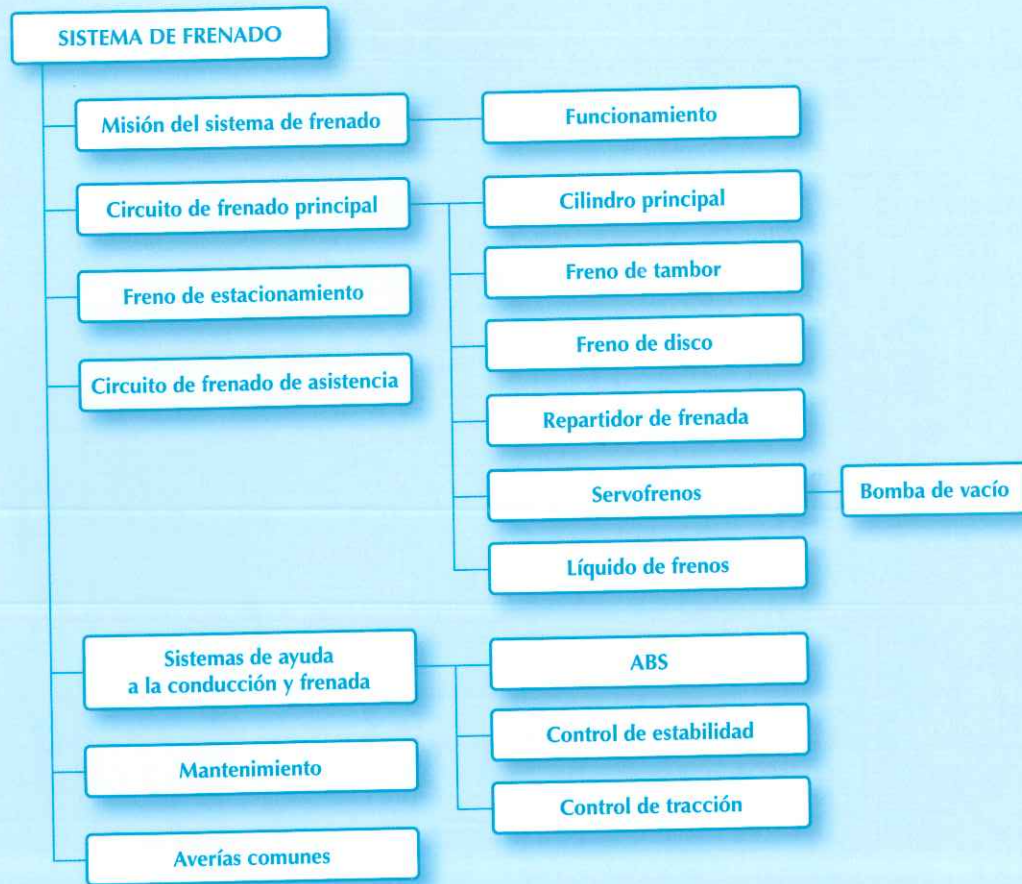 SISTEMA DE FRENADO
Misión del sistema de frenado
Funcionamiento
Circuito de frenado principal
Cilindro principal
Freno de tambor
Freno de estacionamiento
Freno de disco
Circuito de frenado de asistencia
Repartidor de frenada
Servofrenos
Bomba de vacío
Líquido de frenos
Sistemas de ayuda
a la conducción y frenada
ABS
Control de estabilidad
Mantenimiento
Control de tracción
Averías comunes